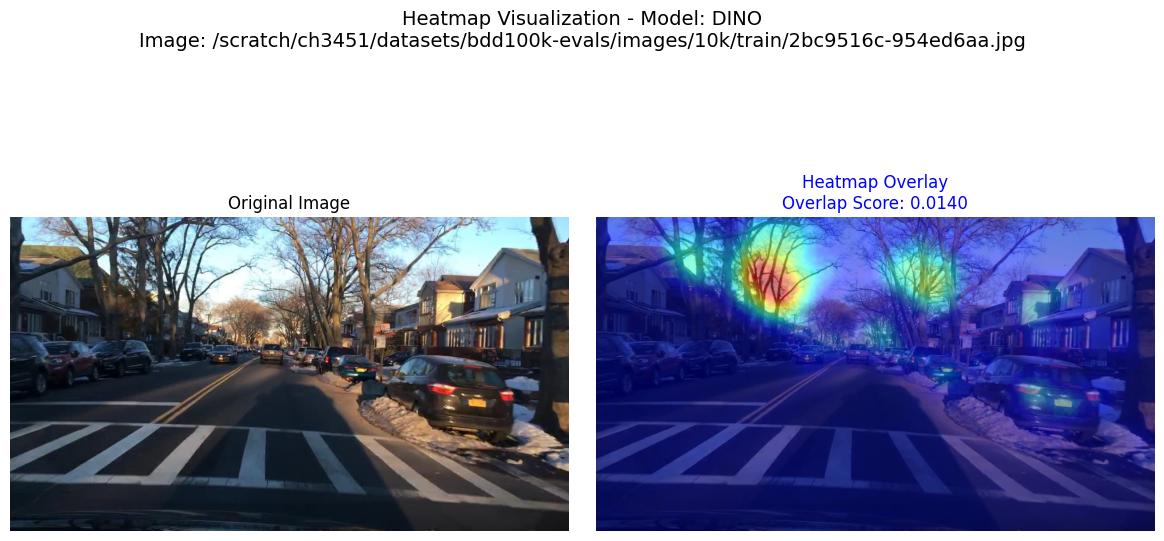 Heatmap Visualization - Model: DINO
Image: /scratch/ch3451/datasets/bdd100k-evals/images/10k/train/2bc9516c-954ed6aa.jpg
Original Image
Heatmap Overlay
Overlap Score: 0.0140